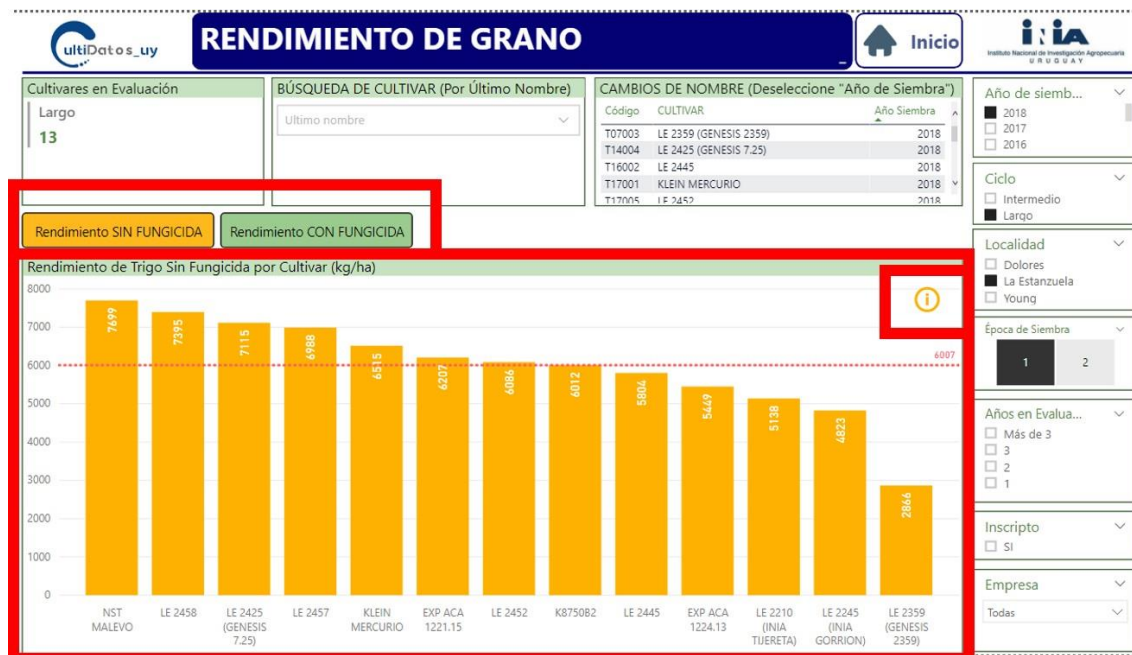 ultiDatos_uy
RENDIMIENTO DE GRANO
Inicio
INIA
Instituto Nacional de Investigación Agropecuaria
URUGUAY
Cultivares en Evaluación
Largo
13
BÚSQUEDA DE CULTIVAR (Por Último Nombre)
Ultimo nombre
CAMBIOS DE NOMBRE (Deseleccione "Año de Siembra")
Código CULTIVAR Año Siembra
T07003 LE 2359 (GENESIS 2359) 2018
T14004 LE 2425 (GENESIS 7.25) 2018
T16002 LE 2445 2018
T17001 KLEIN MERCURIO 2018
T17005 LE 2452 2018
Año de siemb...
2018
2017
2016
Ciclo
Intermedio
Largo
Localidad
Dolores
La Estanzuela
Young
Época de Siembra
1 2
Años en Evalua...
Más de 3
3
2
1
Inscripto
SI
Empresa
Todas
Rendimiento SIN FUNGICIDA
Rendimiento CON FUNGICIDA
Rendimiento de Trigo Sin Fungicida por Cultivar (kg/ha)
i
8000
7000
6000
5000
4000
3000
2000
1000
0
7699
7395
7115
6988
6515
6207
6086
6012
5804
5449
5138
4823
2866
6007
NST MALEVO
LE 2458
LE 2425 (GENESIS 7.25)
LE 2457
KLEIN MERCURIO
EXP ACA 1221.15
LE 2452
K875082
LE 2445
EXP ACA 1224.13
LE 2210 (INIA TIJERETA)
LE 2245 (INIA GORRION)
LE 2359 (GENESIS 2359)